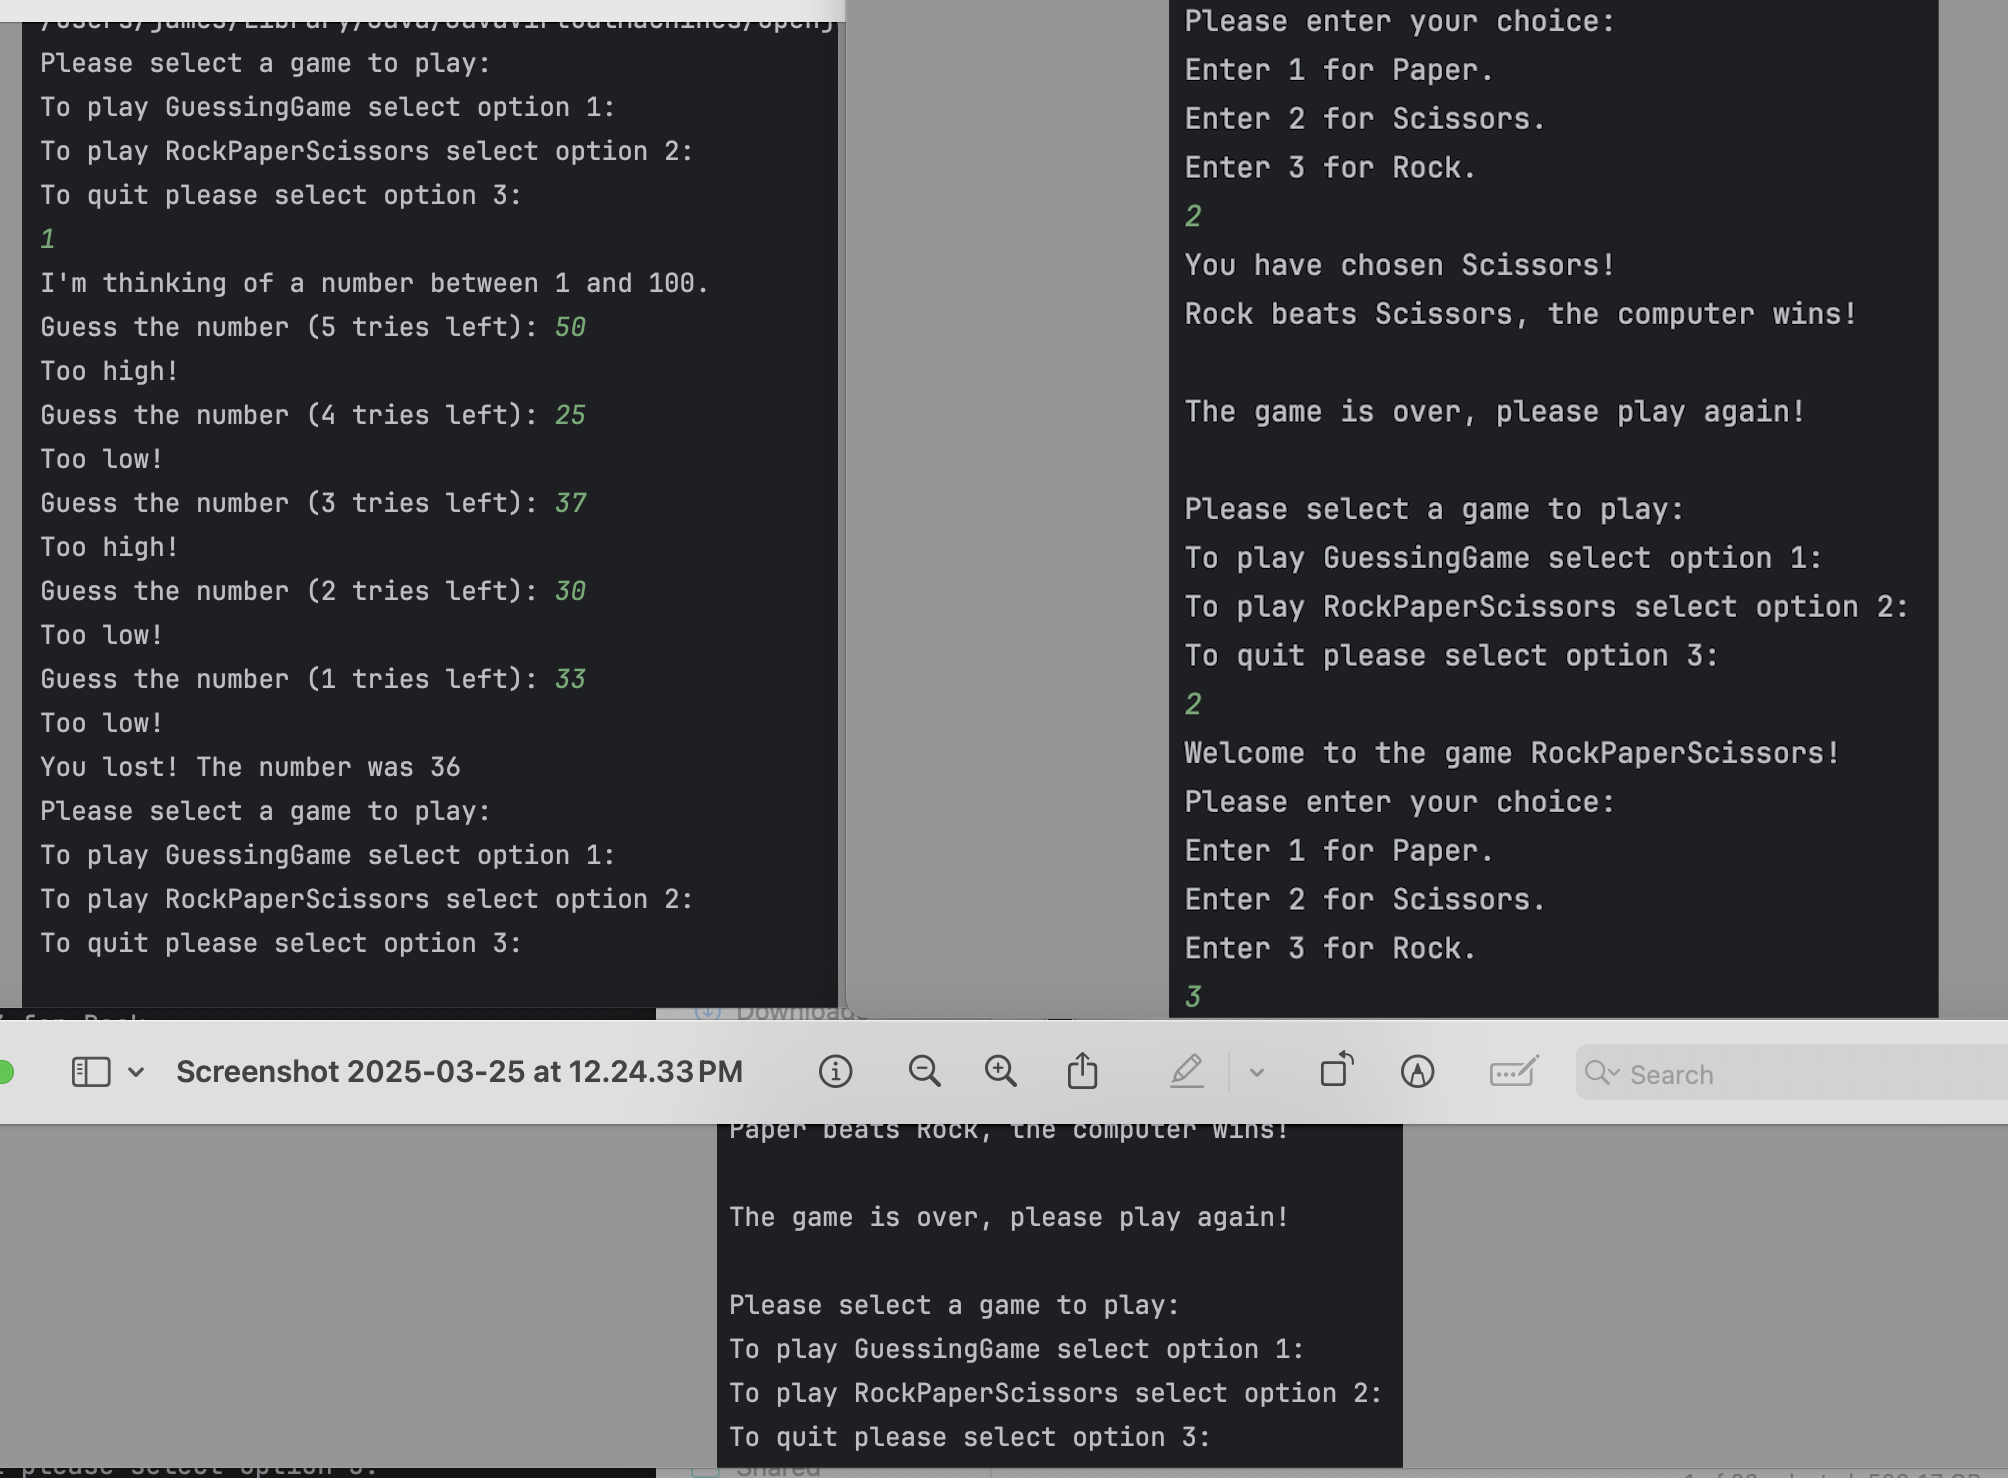 Please select a game to play:
To play GuessingGame select option 1:
To play RockPaperScissors select option 2:
To quit please select option 3:
1
I'm thinking of a number between 1 and 100.
Guess the number (5 tries left): 50
Too high!
Guess the number (4 tries left): 25
Too low!
Guess the number (3 tries left): 37
Too high!
Guess the number (2 tries left): 30
Too low!
Guess the number (1 tries left): 33
Too low!
You lost! The number was 36
Please select a game to play:
To play GuessingGame select option 1:
To play RockPaperScissors select option 2:
To quit please select option 3:
Please enter your choice:
Enter 1 for Paper.
Enter 2 for Scissors.
Enter 3 for Rock.
2
You have chosen Scissors!
Rock beats Scissors, the computer wins!
The game is over, please play again!
Please select a game to play:
To play GuessingGame select option 1:
To play RockPaperScissors select option 2:
To quit please select option 3:
2
Welcome to the game RockPaperScissors!
Please enter your choice:
Enter 1 for Paper.
Enter 2 for Scissors.
Enter 3 for Rock.
3
Downloads
Screenshot 2025-03-25 at 12.24.33 PM
Search
Paper beats Rock, the computer wins!
The game is over, please play again!
Please select a game to play:
To play GuessingGame select option 1:
To play RockPaperScissors select option 2:
To quit please select option 3:
Shared